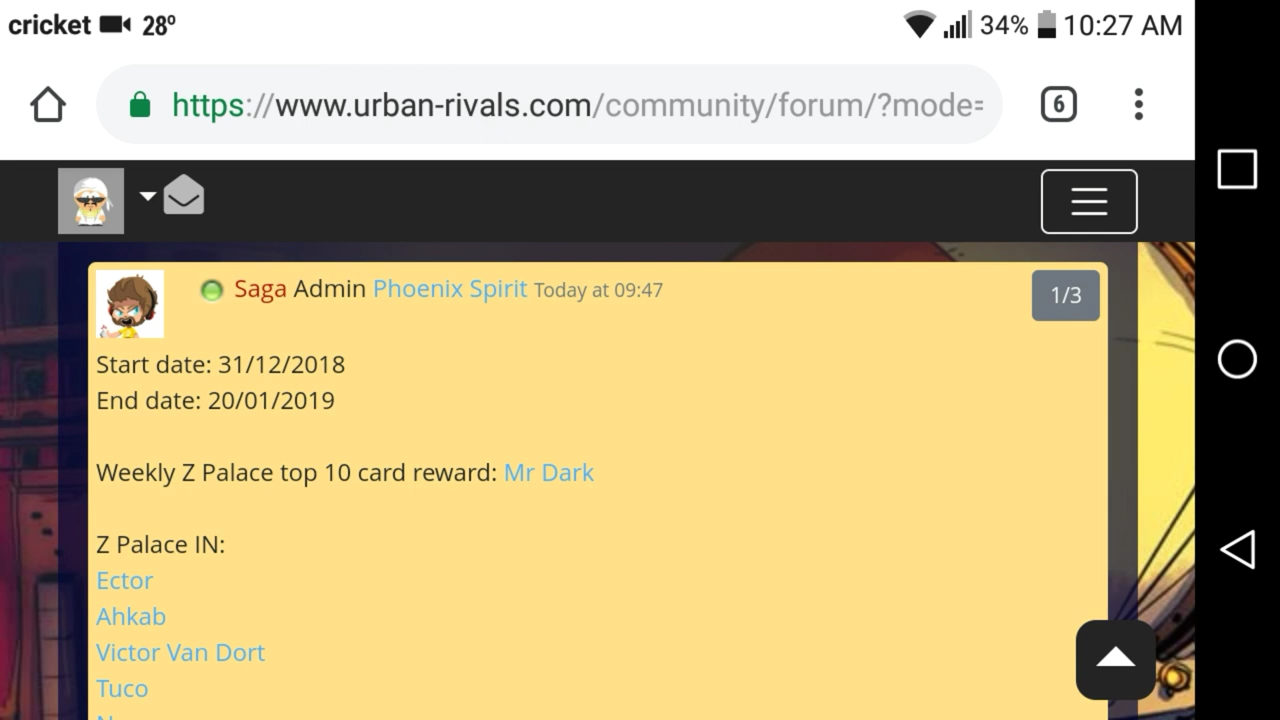 cricket 28° 34% 10:27 AM
https://www.urban-rivals.com/community/forum/?mode=
6
Saga Admin Phoenix Spirit Today at 09:47
1/3
Start date: 31/12/2018
End date: 20/01/2019
Weekly Z Palace top 10 card reward: Mr Dark
Z Palace IN:
Ector
Ahkab
Victor Van Dort
Tuco